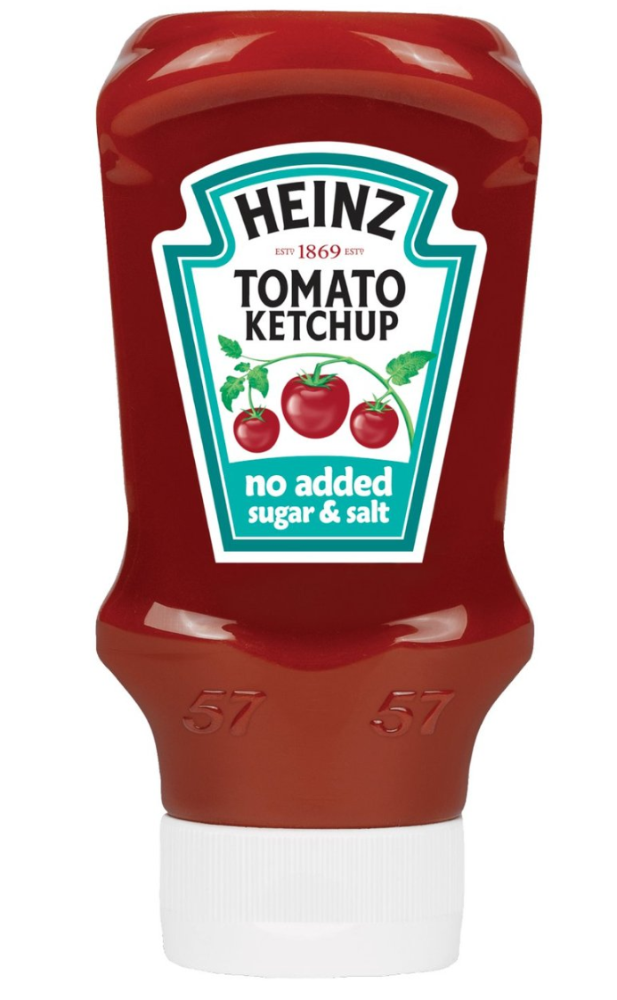 HEINZ
ESTD 1869 ESTD
TOMATO
KETCHUP
no added
sugar & salt
57 57